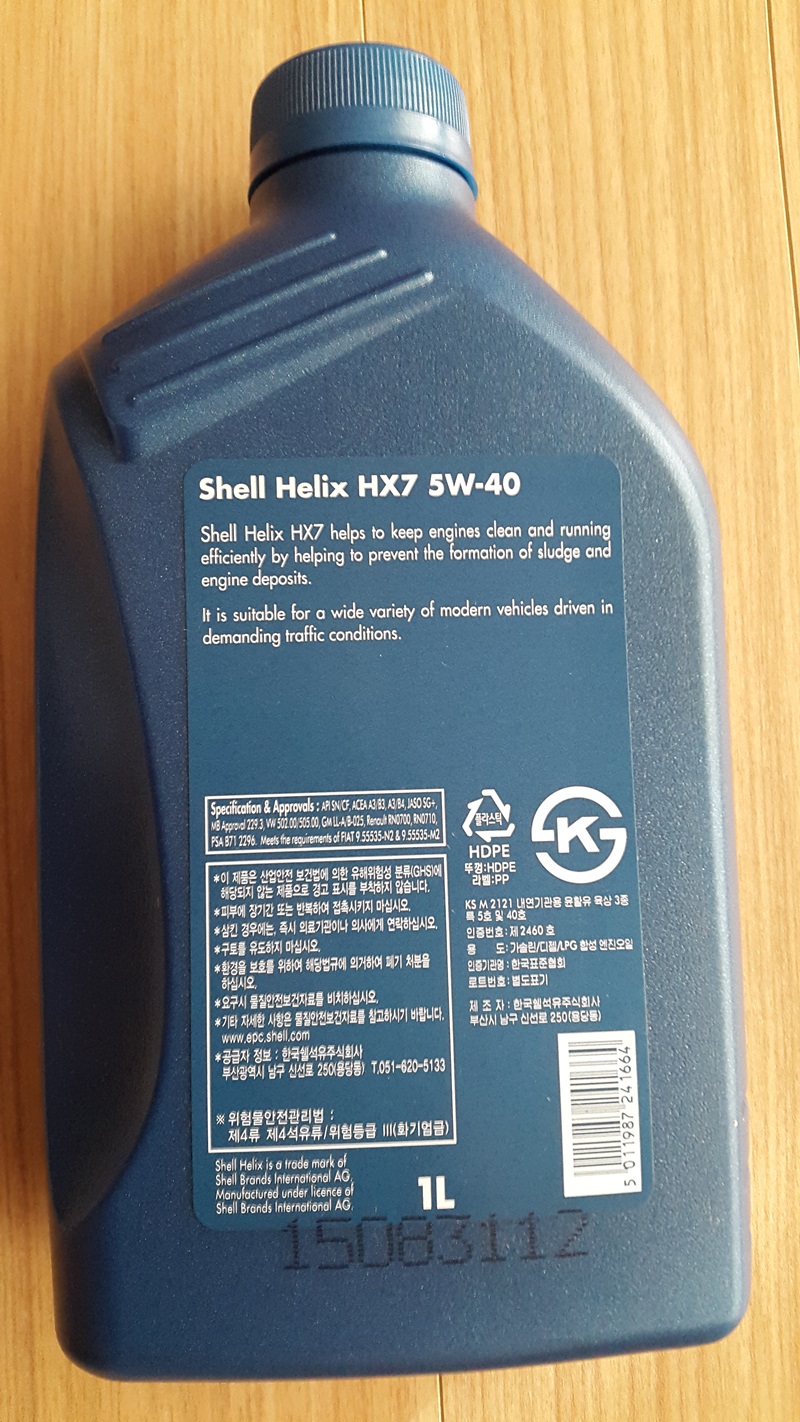 Shell Helix HX7 5W-40
Shell Helix HX7 helps to keep engines clean and running
efficiently by helping to prevent the formation of sludge and
engine deposits.
It is suitable for a wide variety of modern vehicles driven in
demanding traffic conditions.
Specification & Approvals : API SN/CF, ACEA A3/B3, A3/B4, JASO SG+,
MB Approval 229.3, VW 502.00/505.00, GM LL-A/B-025, Renault RN0700, RN0710,
PSA B71 2296. Meets the requirements of FIAT 9.55535-N2 & 9.55535-M2
*이 제품은 산업안전 보건법에 의한 유해위험성 분류(GHS)에
해당되지 않는 제품으로 경고 표시를 부착하지 않습니다.
*피부에 장기간 또는 반복하여 접촉시키지 마십시오.
*삼킨 경우에는, 즉시 의료기관이나 의사에게 연락하십시오.
*구토를 유도하지 마십시오.
*환경을 보호를 위하여 해당법규에 의거하여 폐기 처분을
하십시오.
*요구시 물질안전보건자료를 비치하십시오.
*기타 자세한 사항은 물질안전보건자료를 참고하시기 바랍니다.
www.epc.shell.com
*공급자 정보 : 한국쉘석유주식회사
부산광역시 남구 신선로 250(용당동) T.051-620-5133
※ 위험물안전관리법 :
제4류 제4석유류/위험등급 III(화기엄금)
플라스틱
HDPE
뚜껑:HDPE
라벨:PP
K
KS M 2121 내연기관용 윤활유 육상 3종
특 5호 및 40호
인증번호 : 제 2460 호
용 도: 가솔린/디젤/LPG 합성 엔진오일
인증기관명 : 한국표준협회
로트번호 : 별도표기
제 조 자 : 한국쉘석유주식회사
부산시 남구 신선로 250(용당동)
5 011987 241664
Shell Helix is a trade mark of
Shell Brands International AG.
Manufactured under licence of
Shell Brands International AG.
1L
15083112